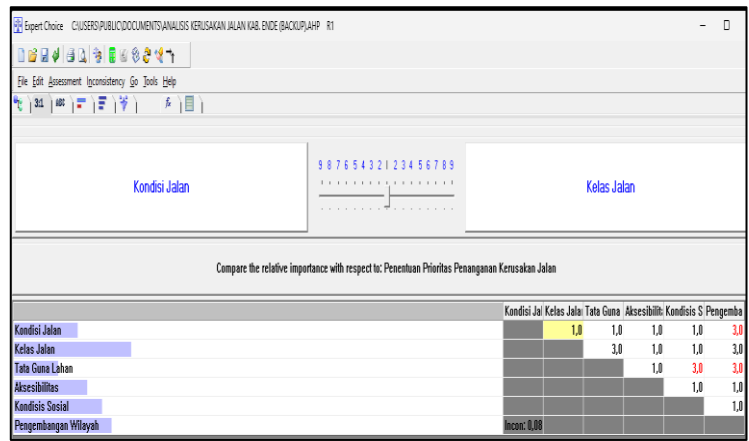 Expert Choice C:\USERS\PUBLIC\DOCUMENTS\ANALISIS KERUSAKAN JALAN KAB. ENDE (BACKUP).AHP R1
File Edit Assessment Inconsistency Go Tools Help
3:1 ABC fx
9 8 7 6 5 4 3 2 1 2 3 4 5 6 7 8 9
Kondisi Jalan Kelas Jalan
Compare the relative importance with respect to: Penentuan Prioritas Penanganan Kerusakan Jalan
Kondisi Jal Kelas Jalar Tata Guna Aksesibilit: Kondisis S Pengemba
Kondisi Jalan 1,0 1,0 1,0 1,0 3,0
Kelas Jalan 3,0 1,0 1,0 3,0
Tata Guna Lahan 1,0 3,0 3,0
Aksesibilitas 1,0 1,0
Kondisis Sosial 1,0
Pengembangan Wilayah Incon: 0,08